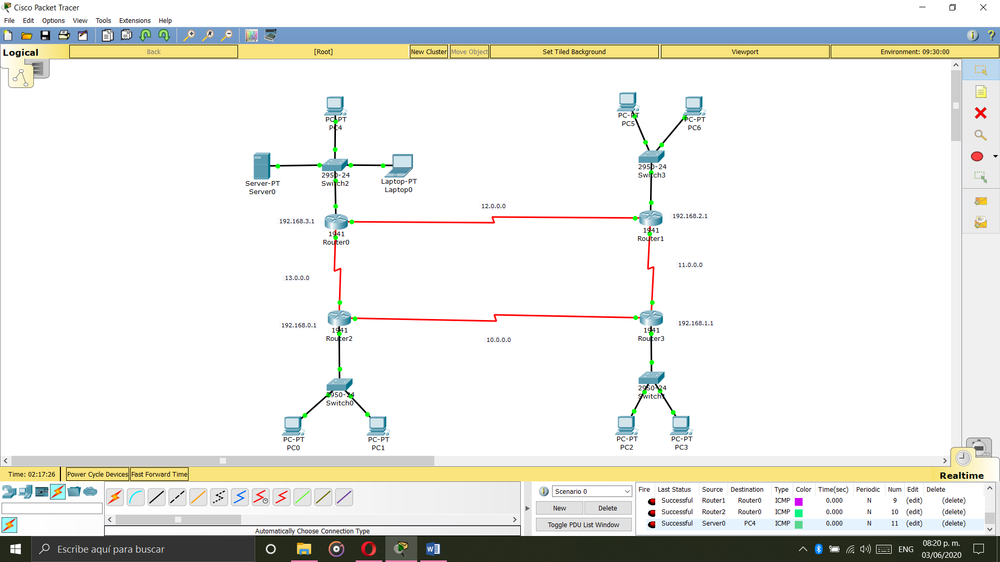 Cisco Packet Tracer
File Edit Options View Tools Extensions Help
Logical Back [Root] New Cluster Move Object Set Tiled Background Viewport Environment: 09:30:00
PC-PT
PC4
PC-PT
PC5
PC-PT
PC6
Server-PT
Server0
2950-24
Switch2
Laptop-PT
Laptop0
2950-24
Switch3
12.0.0.0
192.168.3.1
1941
Router0
192.168.2.1
1941
Router1
13.0.0.0
11.0.0.0
192.168.0.1
1941
Router2
10.0.0.0
192.168.1.1
1941
Router3
2950-24
Switch0
2950-24
Switch1
PC-PT
PC0
PC-PT
PC1
PC-PT
PC2
PC-PT
PC3
Time: 02:17:26 Power Cycle Devices Fast Forward Time
Realtime
Scenario 0
New Delete
Toggle PDU List Window
Automatically Choose Connection Type
Fire Last Status Source Destination Type Color Time(sec) Periodic Num Edit Delete
Successful Router1 Router0 ICMP 0.000 N 9 (edit) (delete)
Successful Router2 Router0 ICMP 0.000 N 10 (edit) (delete)
Successful Server0 PC4 ICMP 0.000 N 11 (edit) (delete)
Escribe aquí para buscar
ENG
08:20 p. m.
03/06/2020